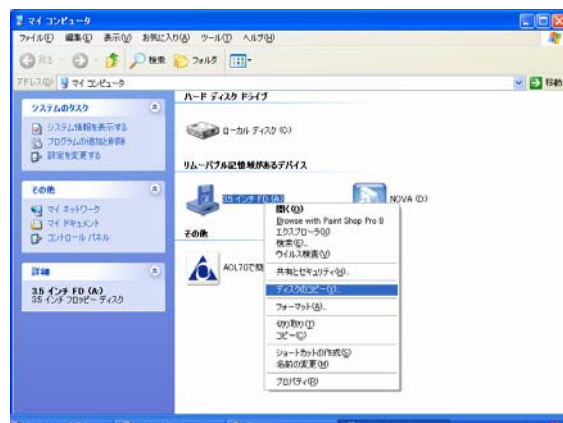 マイ コンピュータ
ファイル(F) 編集(E) 表示(V) お気に入り(A) ツール(T) ヘルプ(H)
戻る 検索 フォルダ
アドレス(D) マイ コンピュータ 移動
システムのタスク
システム情報を表示する
プログラムの追加と削除
設定を変更する
その他
マイ ネットワーク
マイ ドキュメント
コントロール パネル
詳細
3.5 インチ FD (A:)
3.5 インチ フロッピー ディスク
ハード ディスク ドライブ
ローカル ディスク (C:)
リムーバブル記憶域があるデバイス
3.5 インチ FD (A:)
NOVA (D:)
その他
開く(O)
Browse with Paint Shop Pro 8
エクスプローラ(X)
検索(E)...
ウイルス検査(V)
共有とセキュリティ(H)...
ディスクのコピー(Y)...
フォーマット(A)...
切り取り(T)
コピー(C)
ショートカットの作成(S)
名前の変更(M)
プロパティ(R)